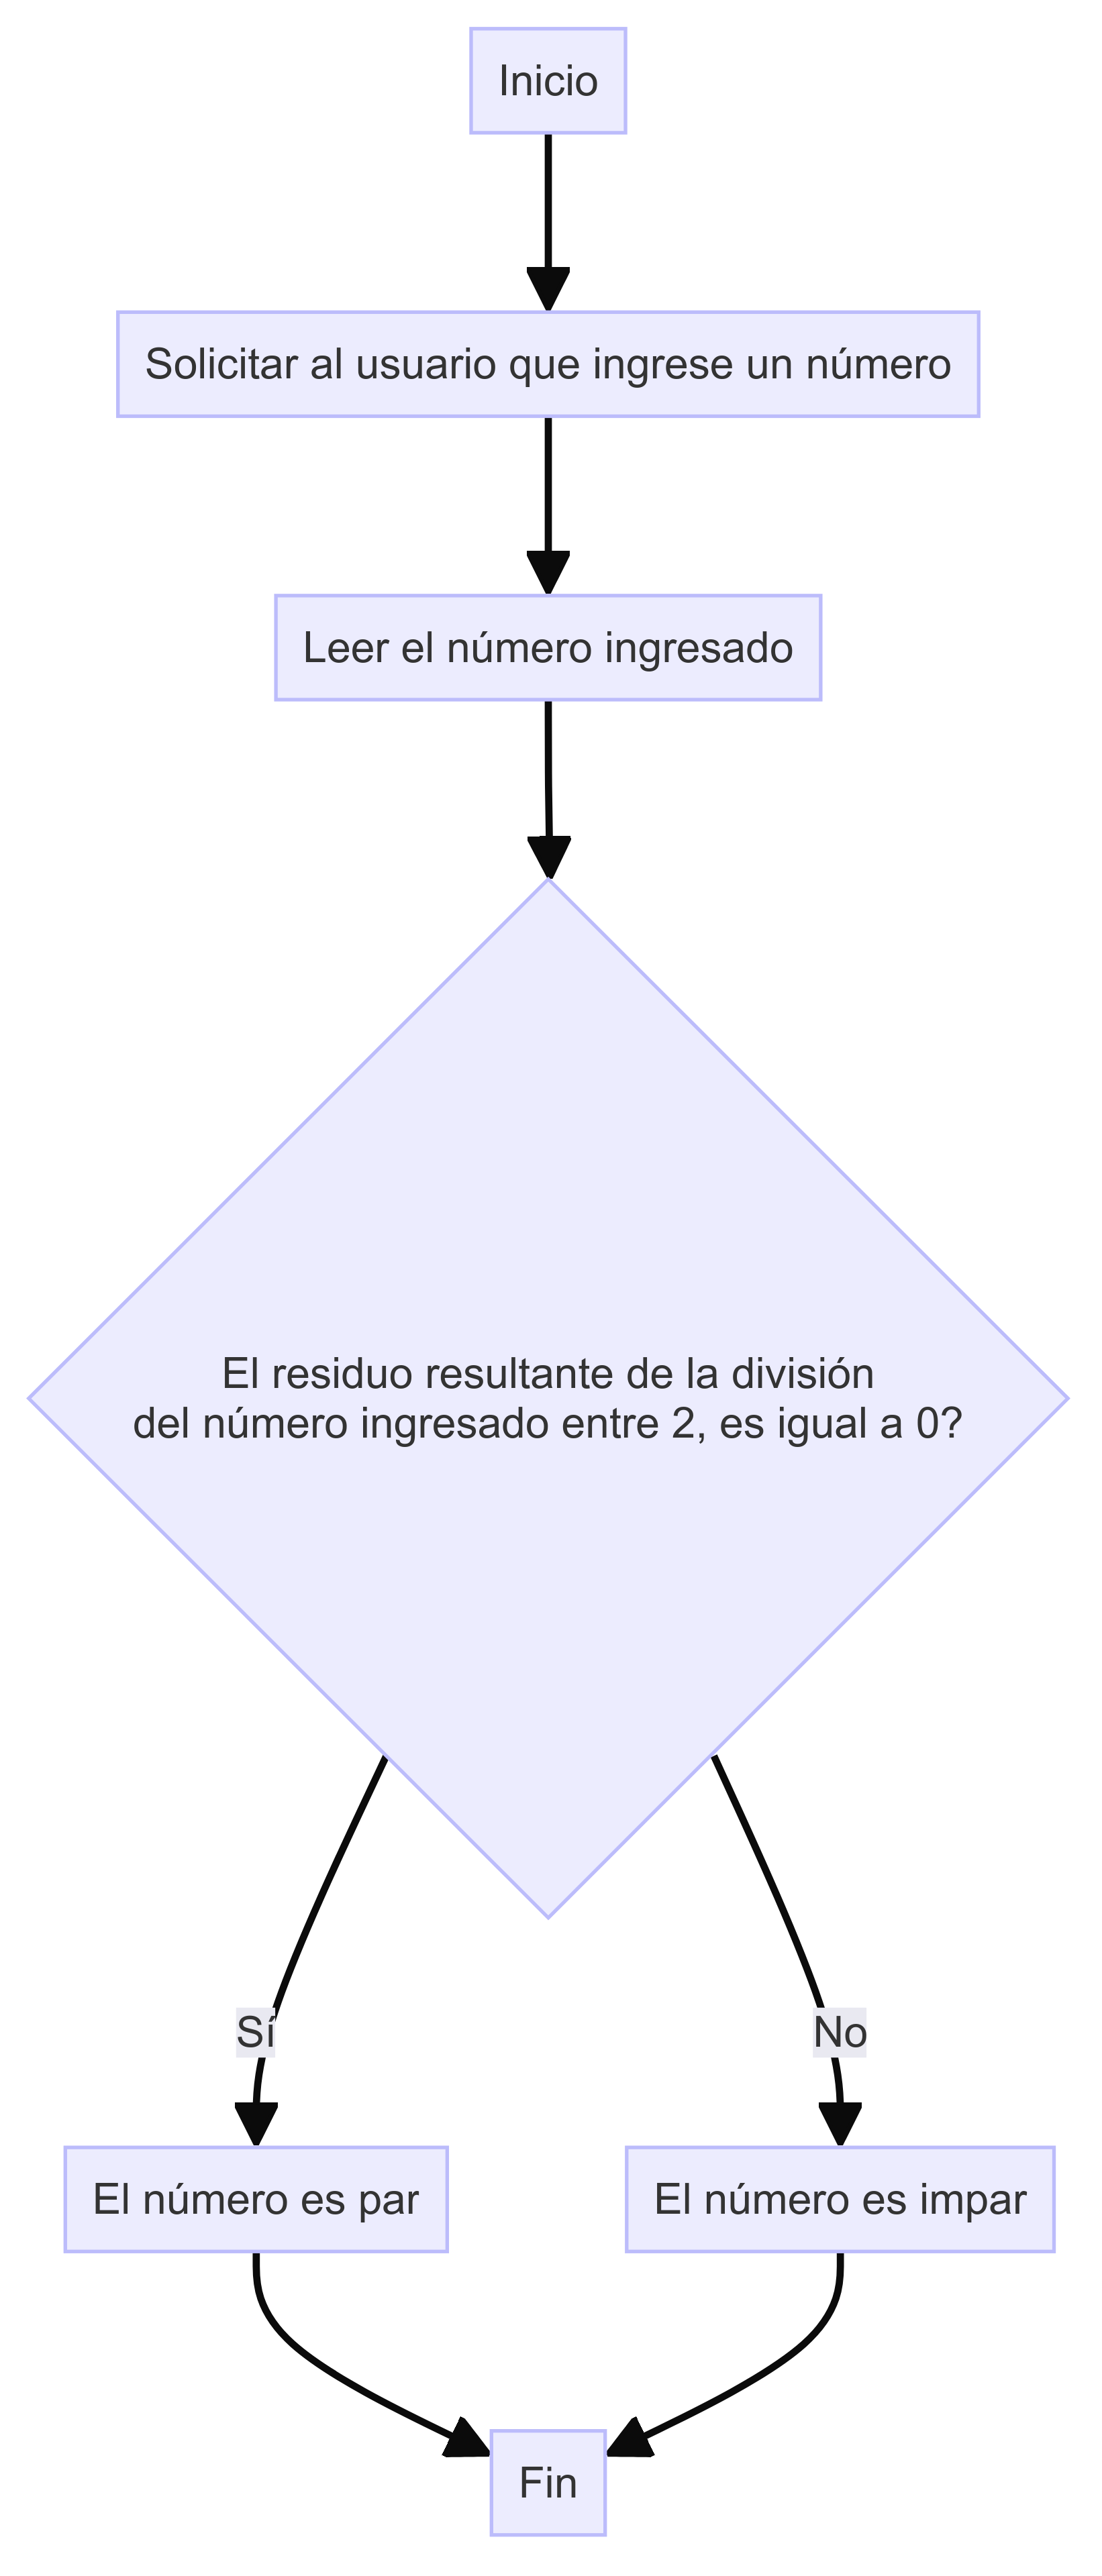 Inicio
Solicitar al usuario que ingrese un número
Leer el número ingresado
El residuo resultante de la división
del número ingresado entre 2, es igual a 0?
Sí
No
El número es par
El número es impar
Fin